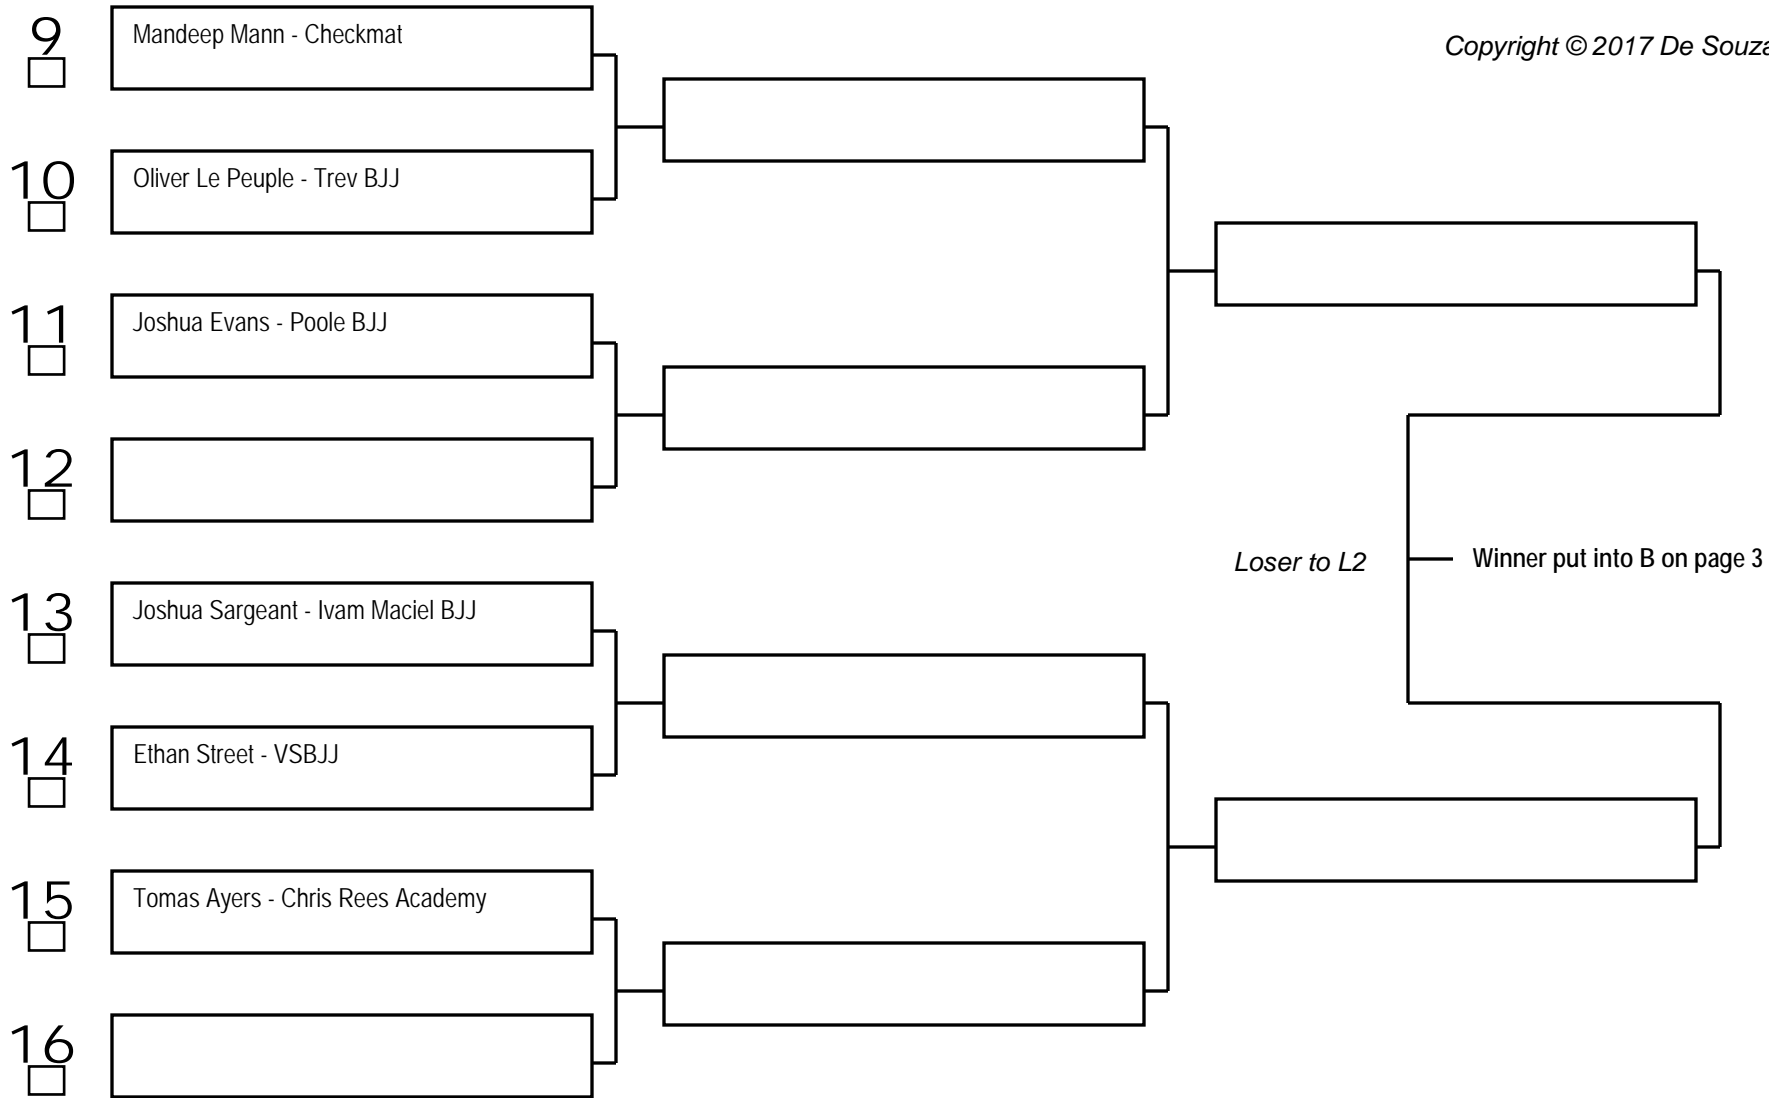 9
Mandeep Mann - Checkmat
Copyright © 2017 De Souza
10
Oliver Le Peuple - Trev BJJ
11
Joshua Evans - Poole BJJ
12
Loser to L2
Winner put into B on page 3
13
Joshua Sargeant - Ivam Maciel BJJ
14
Ethan Street - VSBJJ
15
Tomas Ayers - Chris Rees Academy
16